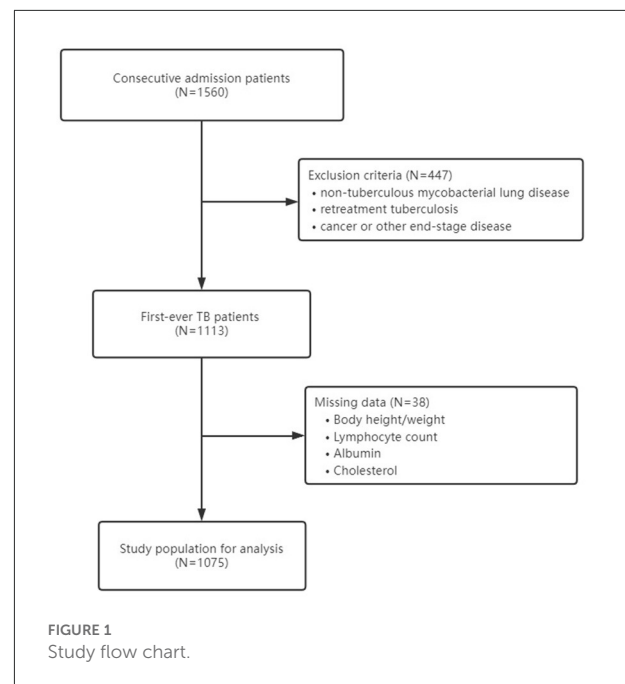 Consecutive admission patients
(N=1560)
Exclusion criteria (N=447)
• non-tuberculous mycobacterial lung disease
• retreatment tuberculosis
• cancer or other end-stage disease
First-ever TB patients
(N=1113)
Missing data (N=38)
• Body height/weight
• Lymphocyte count
• Albumin
• Cholesterol
Study population for analysis
(N=1075)
FIGURE 1
Study flow chart.